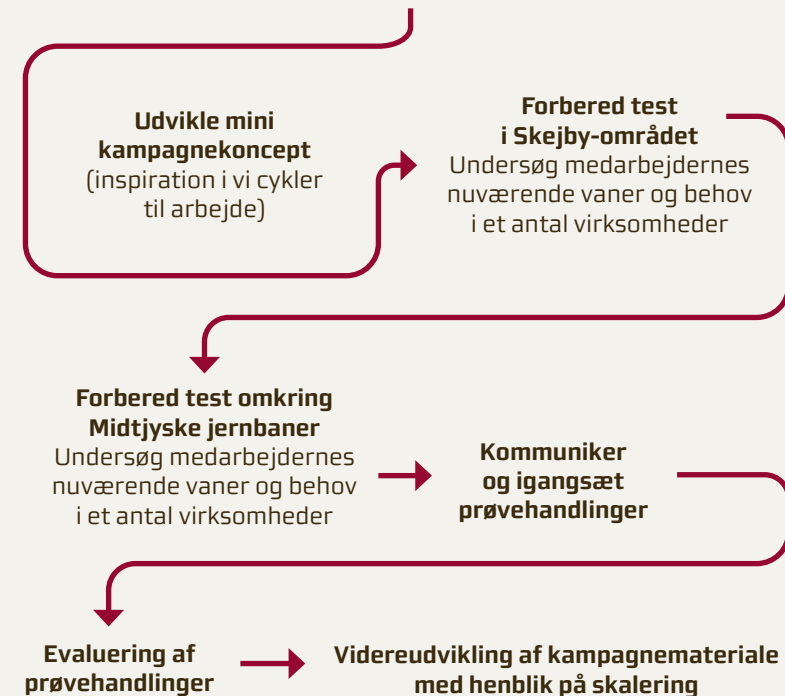 Udvikle mini
kampagnekoncept
(inspiration i vi cykler
til arbejde)
Forbered test
i Skejby-området
Undersøg medarbejdernes
nuværende vaner og behov
i et antal virksomheder
Forbered test omkring
Midtjyske jernbaner
Undersøg medarbejdernes
nuværende vaner og behov
i et antal virksomheder
Kommuniker
og igangsæt
prøvehandlinger
Evaluering af
prøvehandlinger
Videreudvikling af kampagnemateriale
med henblik på skalering